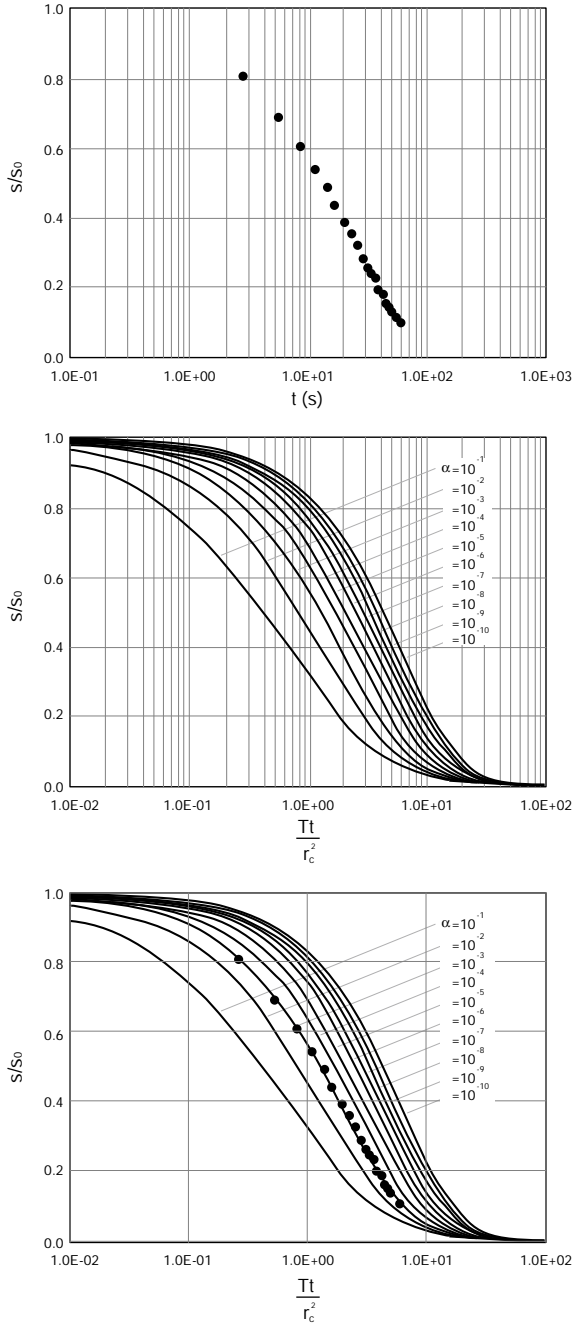 1.0
0.8
0.6
0.4
0.2
0.0
s/s₀
1.0E-01 1.0E+00 1.0E+01 1.0E+02 1.0E+03
t (s)
1.0
0.8
0.6
0.4
0.2
0.0
s/s₀
α=10⁻¹
=10⁻²
=10⁻³
=10⁻⁴
=10⁻⁵
=10⁻⁶
=10⁻⁷
=10⁻⁸
=10⁻⁹
=10⁻¹⁰
1.0E-02 1.0E-01 1.0E+00 1.0E+01 1.0E+02
Tt
r_c²
1.0
0.8
0.6
0.4
0.2
0.0
s/s₀
α=10⁻¹
=10⁻²
=10⁻³
=10⁻⁴
=10⁻⁵
=10⁻⁶
=10⁻⁷
=10⁻⁸
=10⁻⁹
=10⁻¹⁰
1.0E-02 1.0E-01 1.0E+00 1.0E+01 1.0E+02
Tt
r_c²